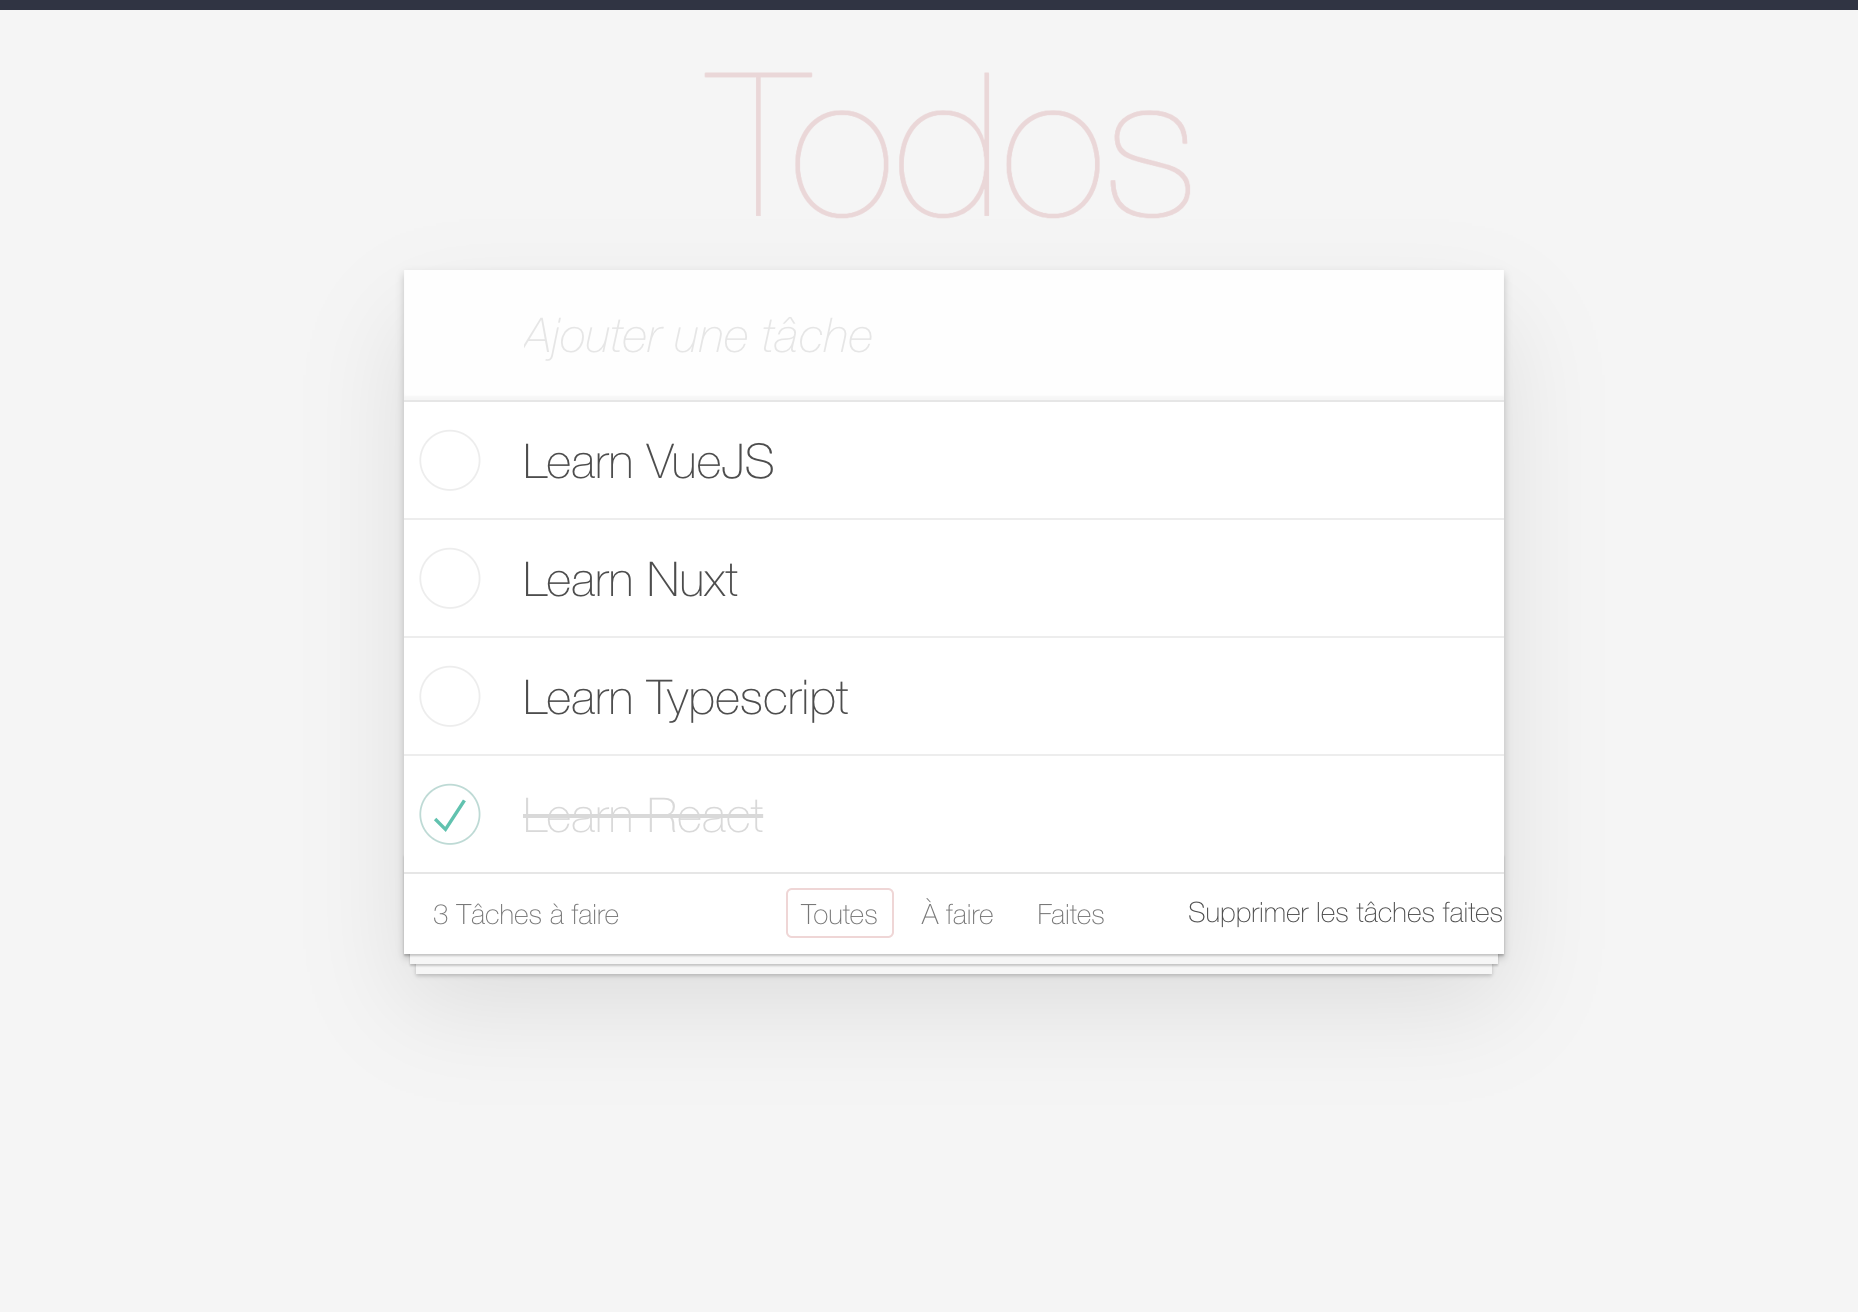 Todos
Ajouter une tâche
Learn VueJS
Learn Nuxt
Learn Typescript
Learn React
3 Tâches à faire Toutes À faire Faites Supprimer les tâches faites